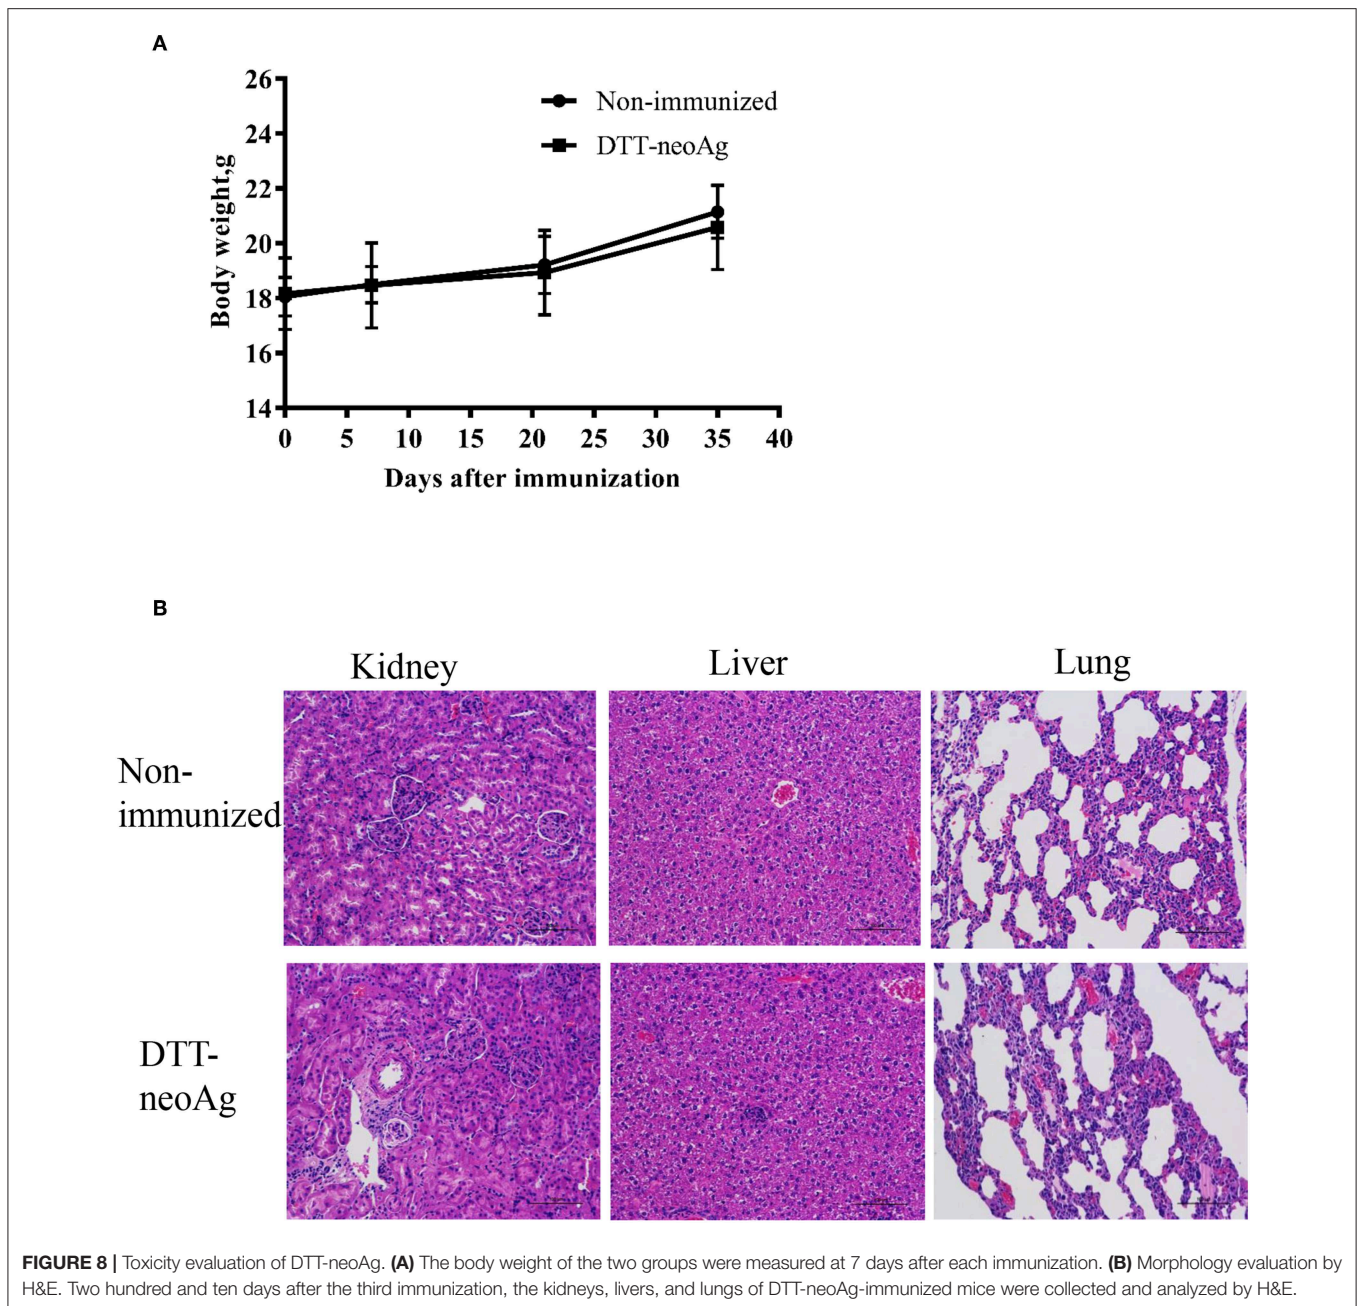 A
26
24
22
20
18
16
14
Body weight,g
Non-immunized
DTT-neoAg
0 5 10 15 20 25 30 35 40
Days after immunization
B
Kidney Liver Lung
Non-
immunized
DTT-
neoAg
FIGURE 8 | Toxicity evaluation of DTT-neoAg. (A) The body weight of the two groups were measured at 7 days after each immunization. (B) Morphology evaluation by
H&E. Two hundred and ten days after the third immunization, the kidneys, livers, and lungs of DTT-neoAg-immunized mice were collected and analyzed by H&E.